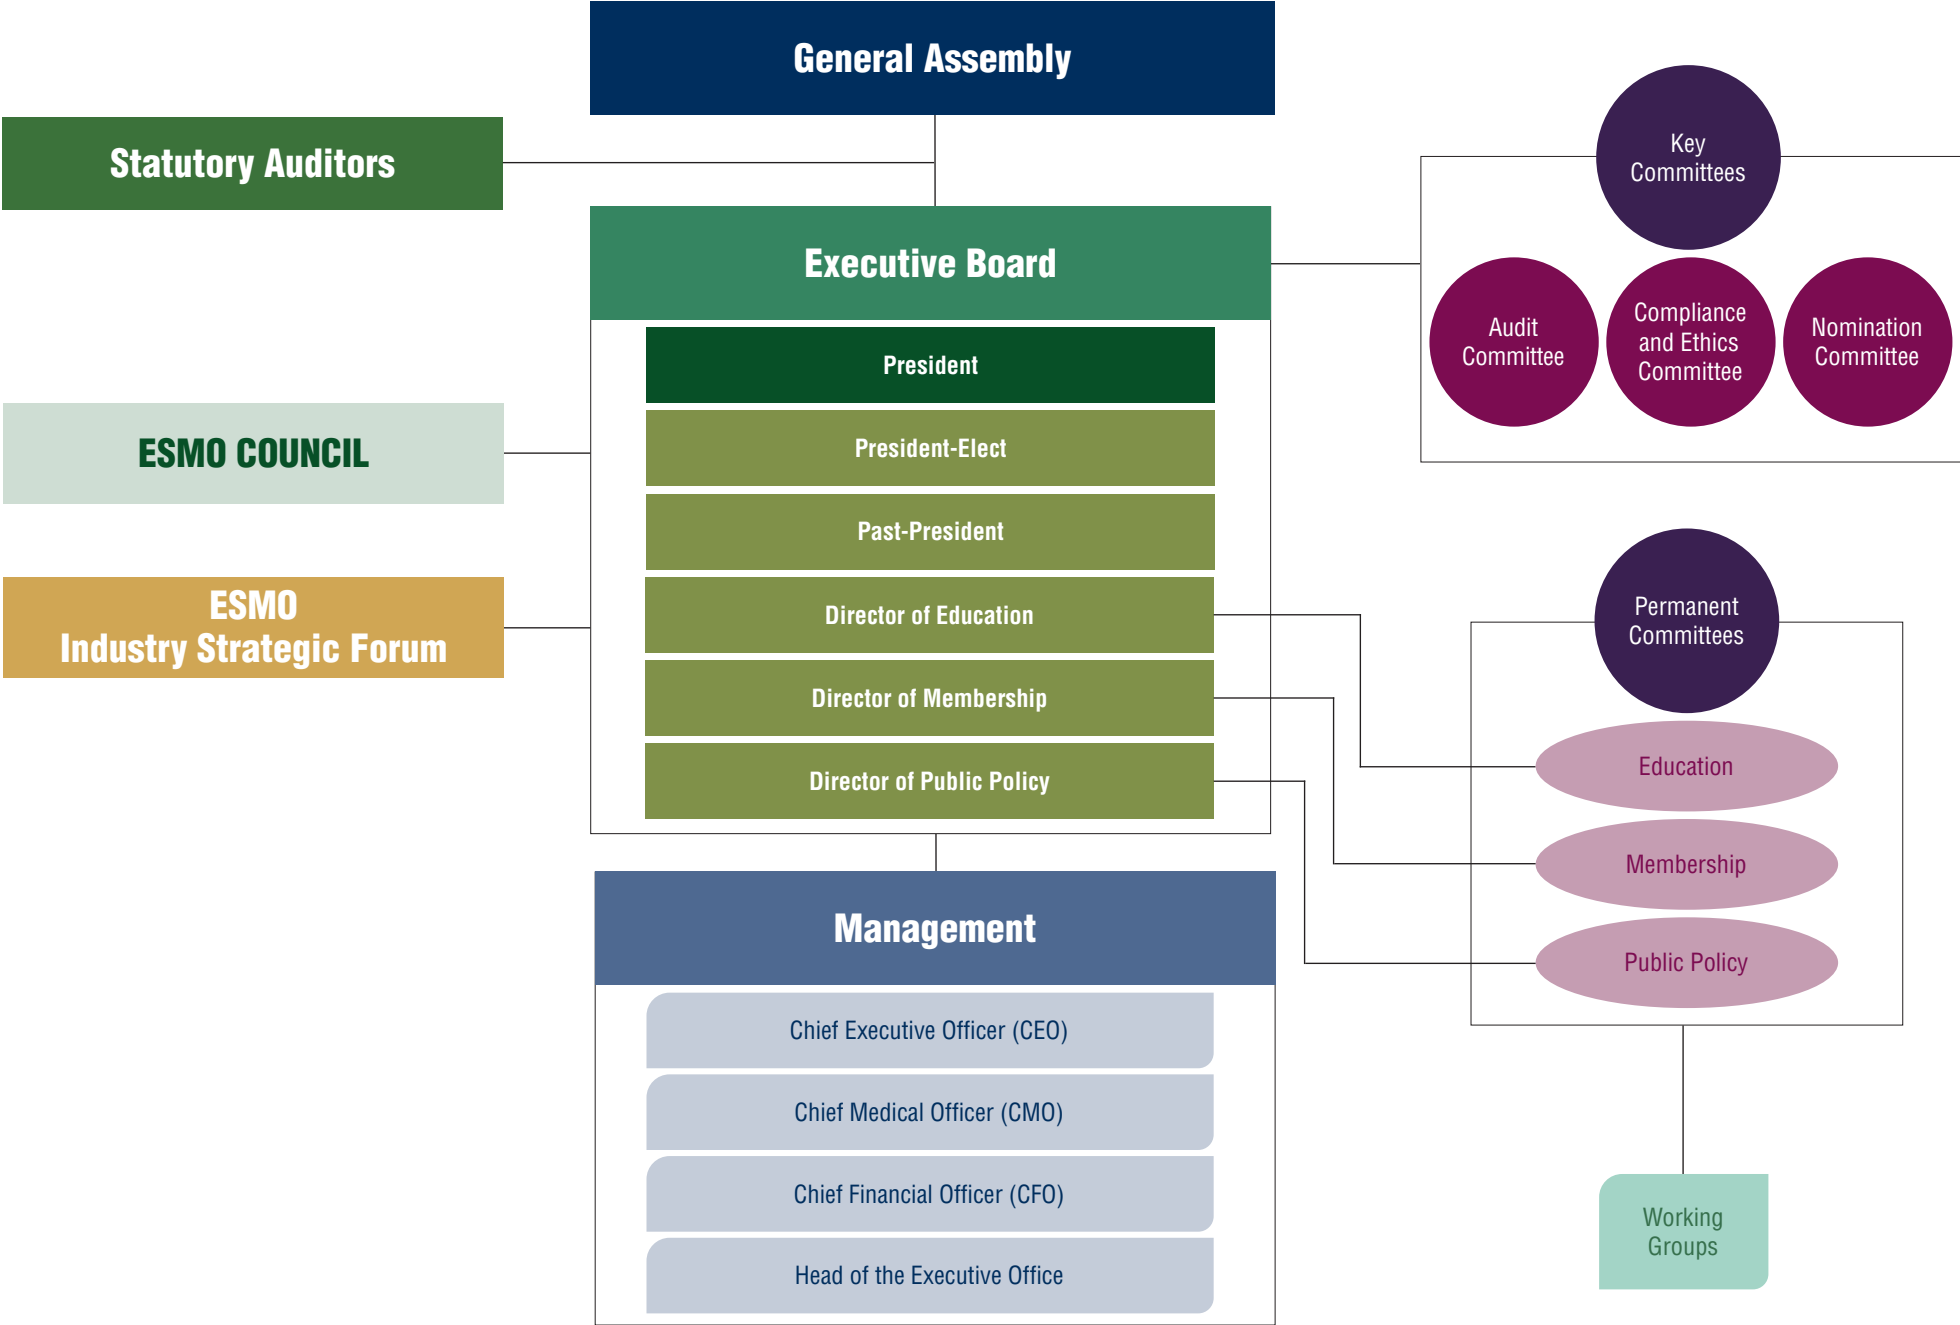 General Assembly
Statutory Auditors
Executive Board
President
President-Elect
Past-President
Director of Education
Director of Membership
Director of Public Policy
ESMO COUNCIL
ESMO
Industry Strategic Forum
Management
Chief Executive Officer (CEO)
Chief Medical Officer (CMO)
Chief Financial Officer (CFO)
Head of the Executive Office
Key
Committees
Audit
Committee
Compliance
and Ethics
Committee
Nomination
Committee
Permanent
Committees
Education
Membership
Public Policy
Working
Groups